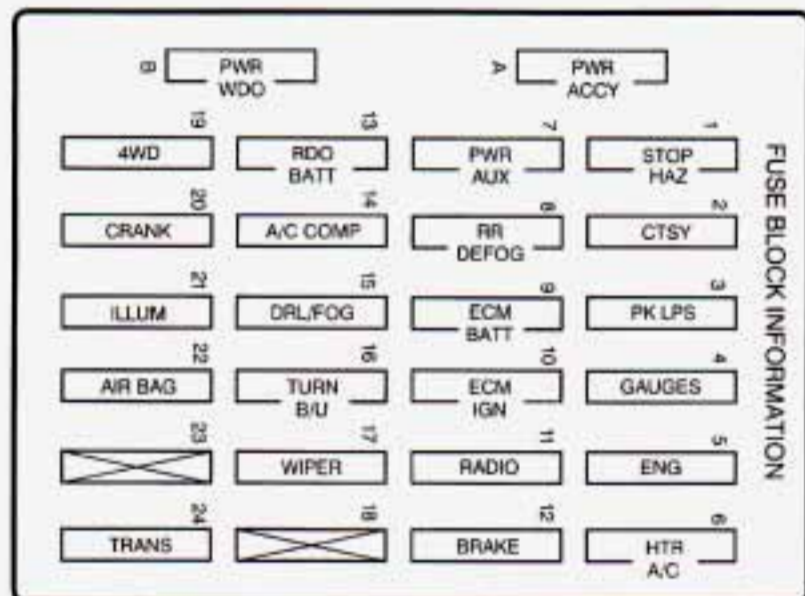 FUSE BLOCK INFORMATION
B
PWR
WDO
A
PWR
ACCY
19
4WD
13
RDO
BATT
7
PWR
AUX
1
STOP
HAZ
20
CRANK
14
A/C COMP
8
RR
DEFOG
2
CTSY
21
ILLUM
15
DRL/FOG
9
ECM
BATT
3
PK LPS
22
AIR BAG
16
TURN
B/U
10
ECM
IGN
4
GAUGES
23
17
WIPER
11
RADIO
5
ENG
24
TRANS
18
12
BRAKE
6
HTR
A/C